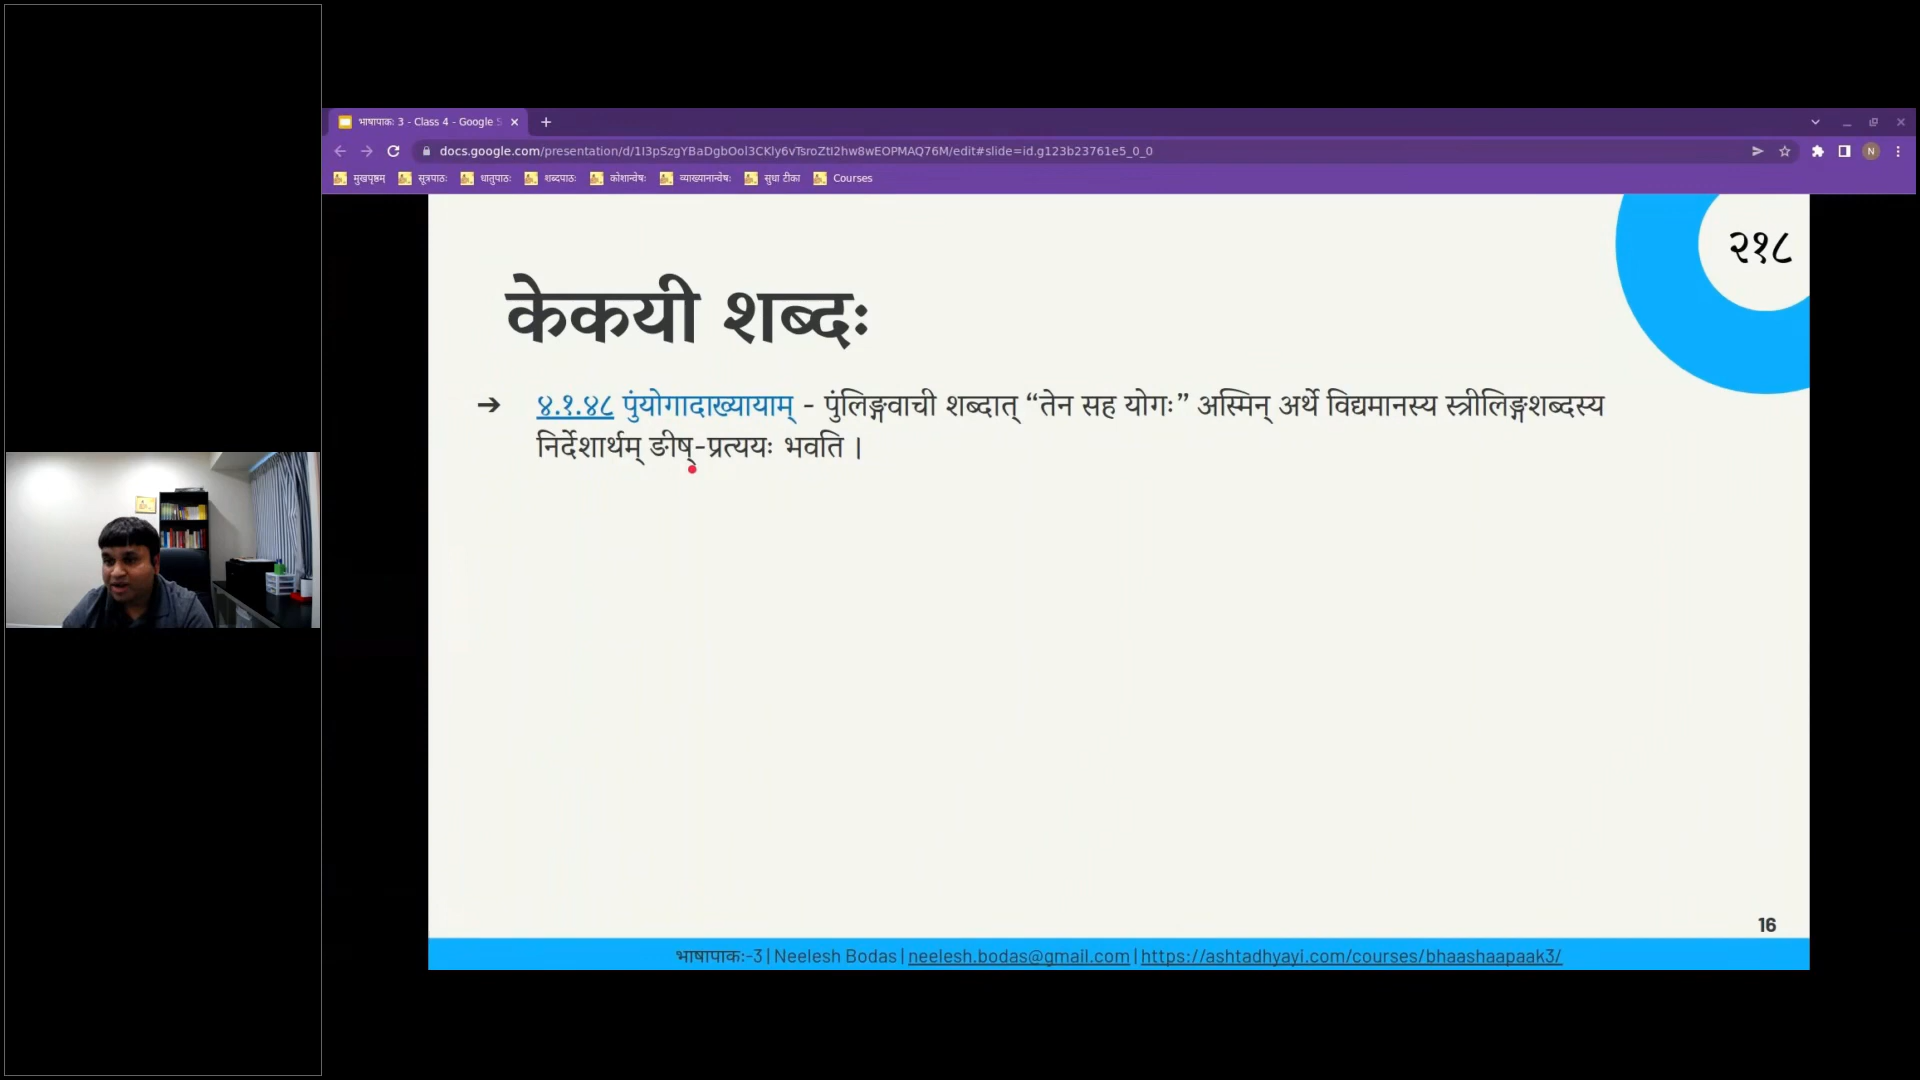 भाषापाकः 3 - Class 4 - Google S
docs.google.com/presentation/d/1I3pSzgYBaDgbOol3CKly6vTsroZtI2hw8wEOPMAQ76M/edit#slide=id.g123b23761e5_0_0
N
मुखपृष्ठम् सूत्रपाठः धातुपाठः शब्दपाठः कोशान्वेषः व्याख्यानान्वेषः सुधा टीका Courses
२१८
केकयी शब्दः
➔ ४.१.४८ पुंयोगादाख्यायाम् - पुंलिङ्गवाची शब्दात् “तेन सह योगः” अस्मिन् अर्थे विद्यमानस्य स्त्रीलिङ्गशब्दस्य
निर्देशार्थम् ङीष्-प्रत्ययः भवति ।
16
भाषापाकः-3 | Neelesh Bodas | neelesh.bodas@gmail.com | https://ashtadhyayi.com/courses/bhaashaapaak3/